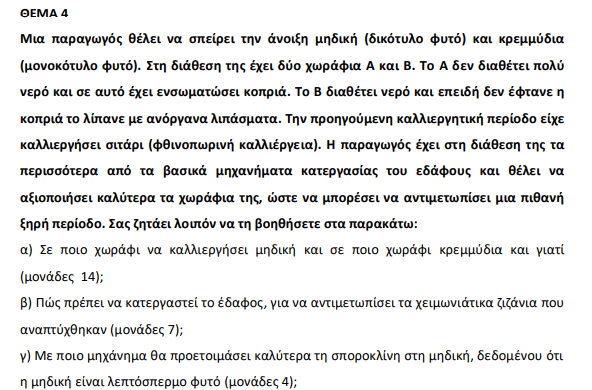 ΘΕΜΑ 4
Μια παραγωγός θέλει να σπείρει την άνοιξη μηδική (δικότυλο φυτό) και κρεμμύδια
(μονοκότυλο φυτό). Στη διάθεση της έχει δύο χωράφια Α και Β. Το Α δεν διαθέτει πολύ
νερό και σε αυτό έχει ενσωματώσει κοπριά. Το Β διαθέτει νερό και επειδή δεν έφτανε η
κοπριά το λίπανε με ανόργανα λιπάσματα. Την προηγούμενη καλλιεργητική περίοδο είχε
καλλιεργήσει σιτάρι (φθινοπωρινή καλλιέργεια). Η παραγωγός έχει στη διάθεση της τα
περισσότερα από τα βασικά μηχανήματα κατεργασίας του εδάφους και θέλει να
αξιοποιήσει καλύτερα τα χωράφια της, ώστε να μπορέσει να αντιμετωπίσει μια πιθανή
ξηρή περίοδο. Σας ζητάει λοιπόν να τη βοηθήσετε στα παρακάτω:
α) Σε ποιο χωράφι να καλλιεργήσει μηδική και σε ποιο χωράφι κρεμμύδια και γιατί
(μονάδες 14);
β) Πώς πρέπει να κατεργαστεί το έδαφος, για να αντιμετωπίσει τα χειμωνιάτικα ζιζάνια που
αναπτύχθηκαν (μονάδες 7);
γ) Με ποιο μηχάνημα θα προετοιμάσει καλύτερα τη σποροκλίνη στη μηδική, δεδομένου ότι
η μηδική είναι λεπτόσπερμο φυτό (μονάδες 4);